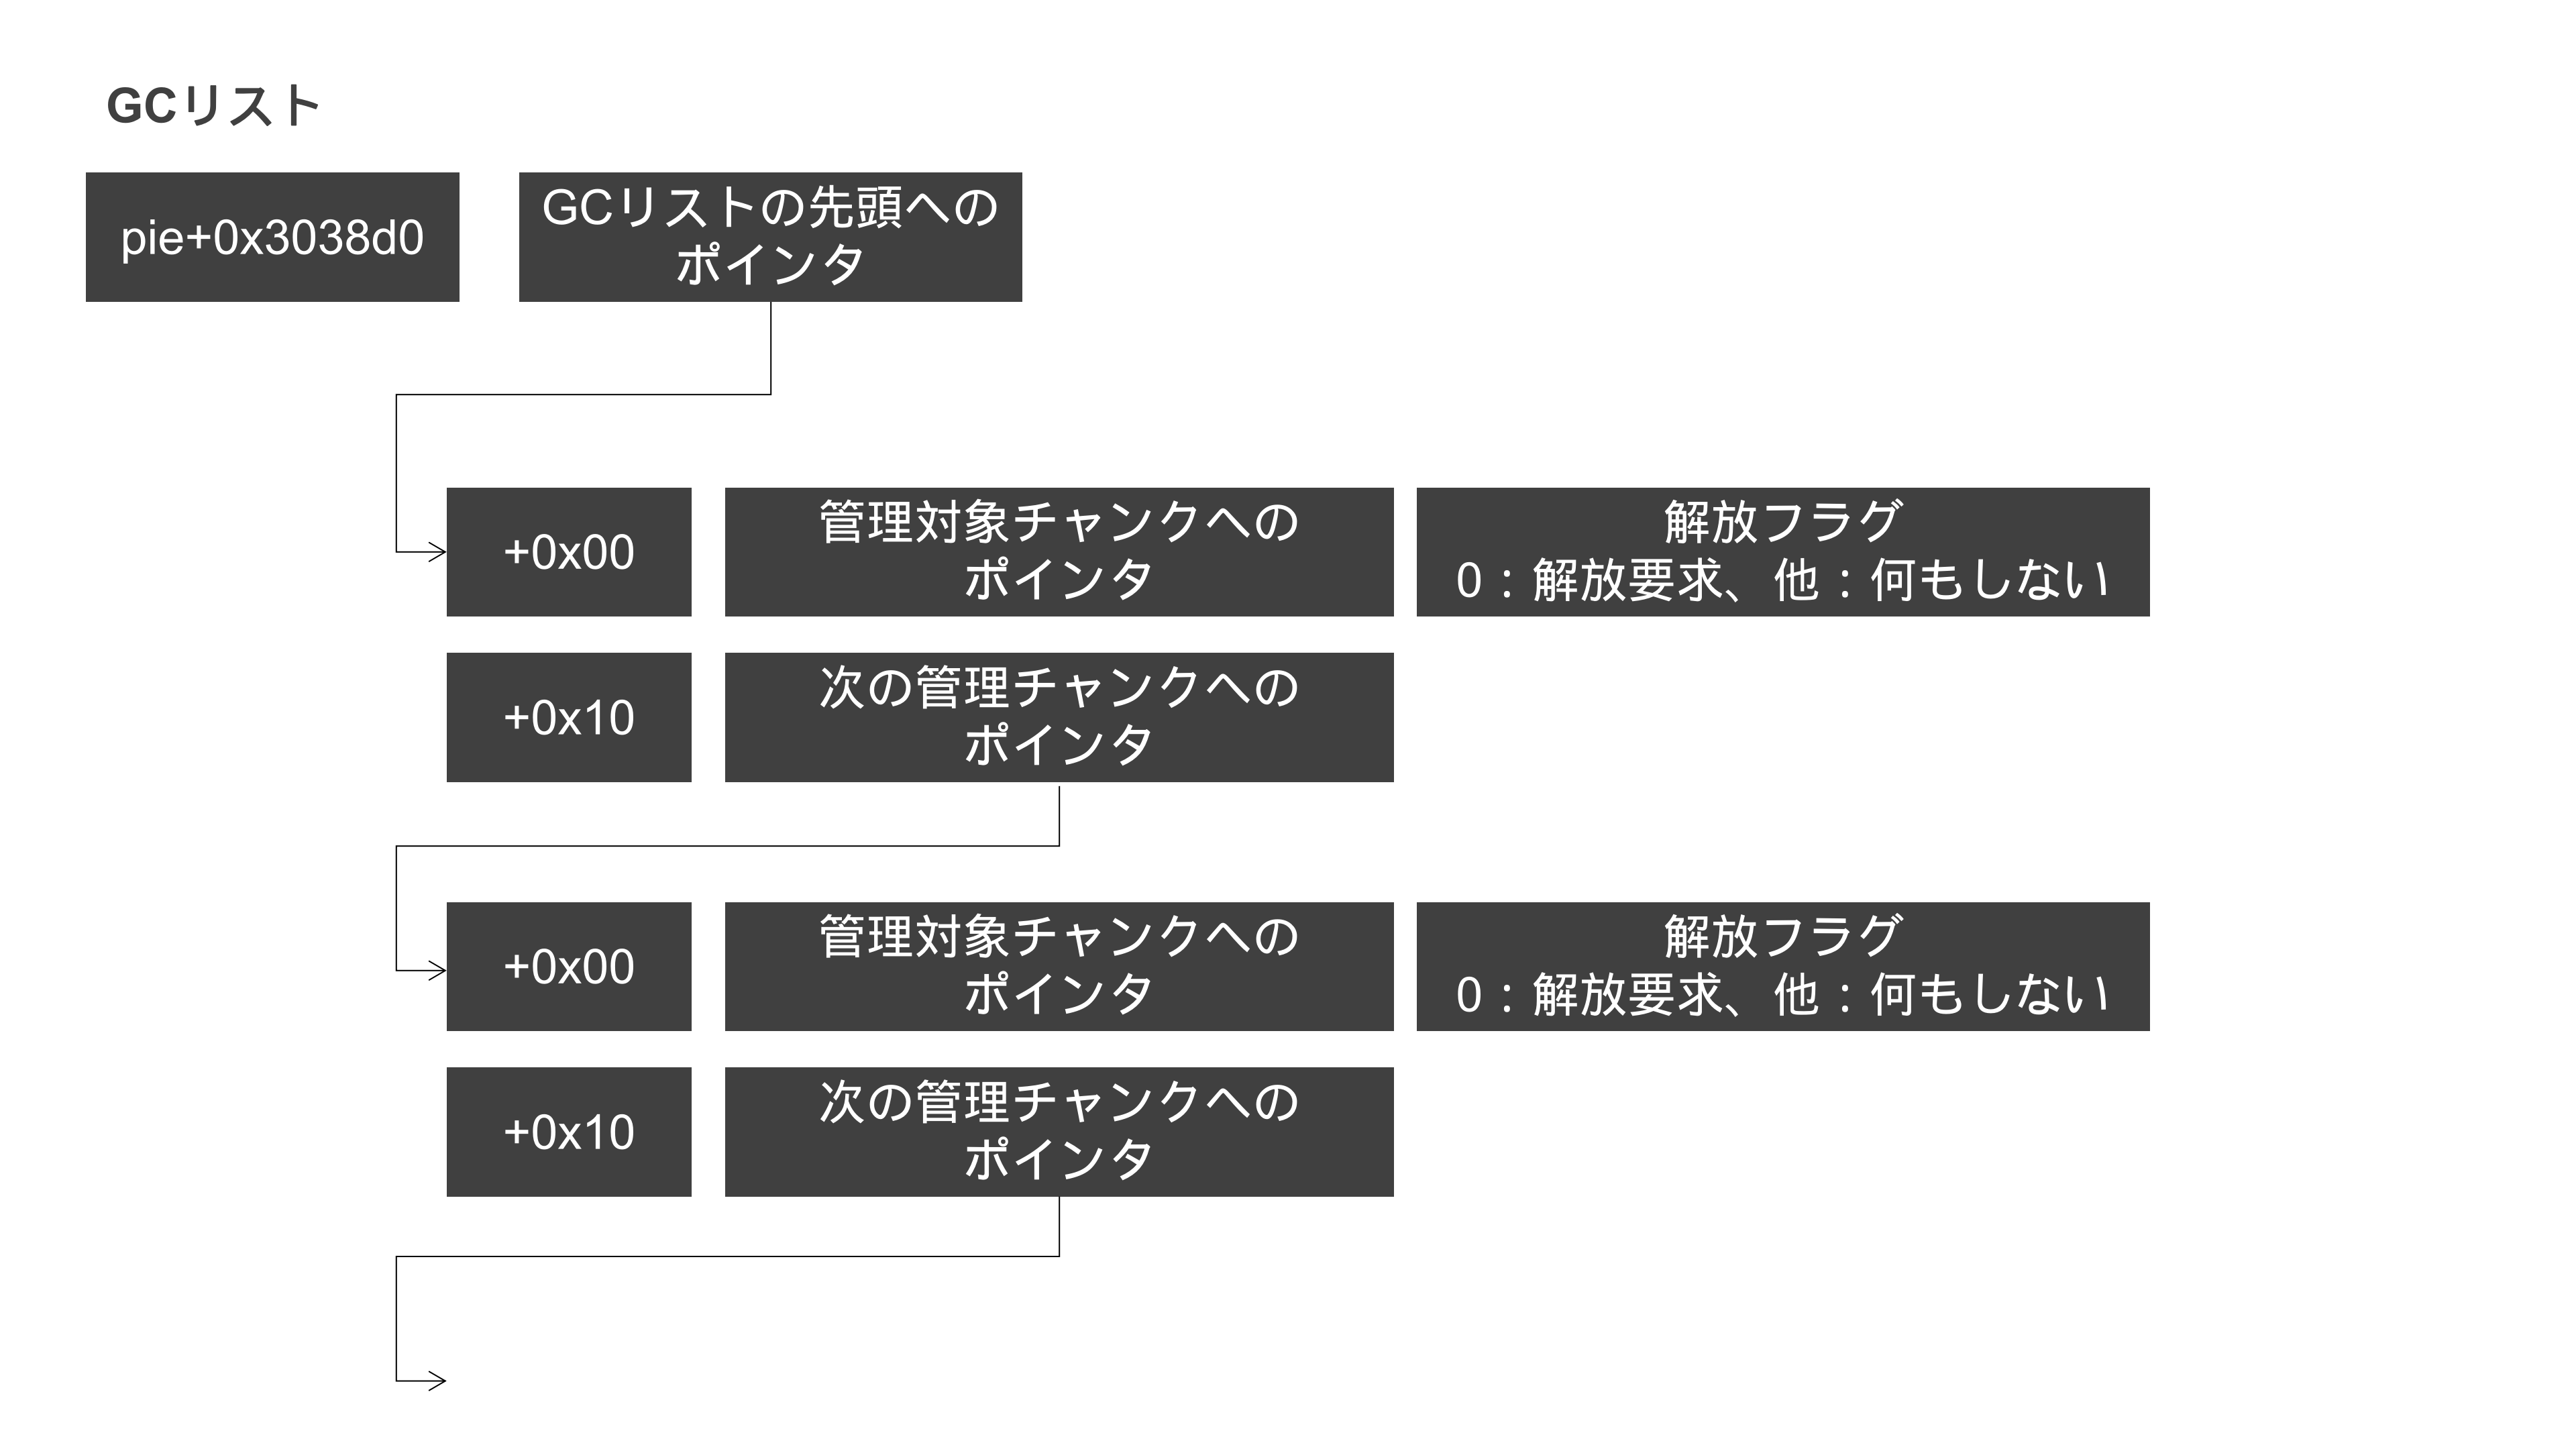 GCリスト
pie+0x3038d0
GCリストの先頭への
ポインタ
+0x00
管理対象チャンクへの
ポインタ
解放フラグ
0：解放要求、他：何もしない
+0x10
次の管理チャンクへの
ポインタ
+0x00
管理対象チャンクへの
ポインタ
解放フラグ
0：解放要求、他：何もしない
+0x10
次の管理チャンクへの
ポインタ